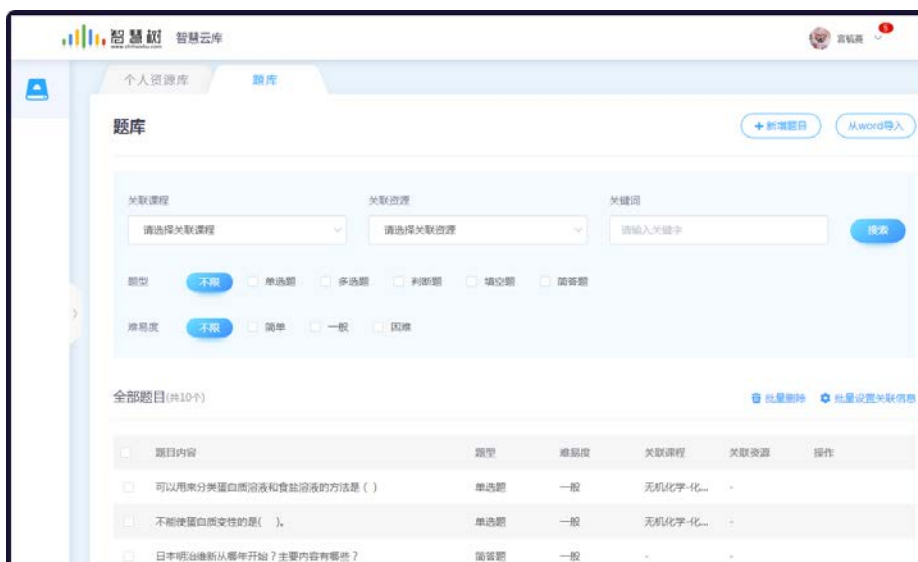 智慧树 智慧云库 宫毓燕 5
www.zhihuishu.com
个人资源库 题库
题库 + 新增题目 从word导入
关联课程 关联资源 关键词
请选择关联课程 请选择关联资源 请输入关键字 搜索
题型 不限 单选题 多选题 判断题 填空题 简答题
难易度 不限 简单 一般 困难
全部题目(共10个) 批量删除 批量设置关联信息
题目内容 题型 难易度 关联课程 关联资源 操作
可以用来分类蛋白质溶液和食盐溶液的方法是 ( ) 单选题 一般 无机化学-化... -
不能使蛋白质变性的是( )。 单选题 一般 无机化学-化... -
日本明治维新从哪年开始？主要内容有哪些？ 简答题 一般 - -